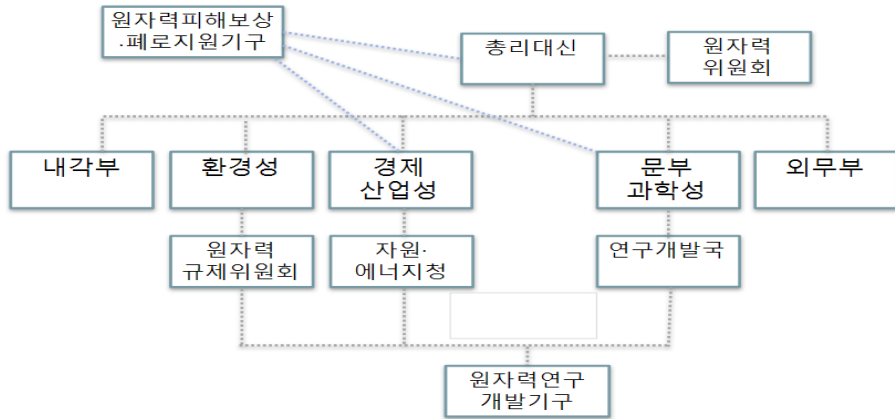 원자력피해보상
·폐로지원기구
총리대신
원자력
위원회
내각부
환경성
경제
산업성
문부
과학성
외무부
원자력
규제위원회
자원·
에너지청
연구개발국
원자력연구
개발기구